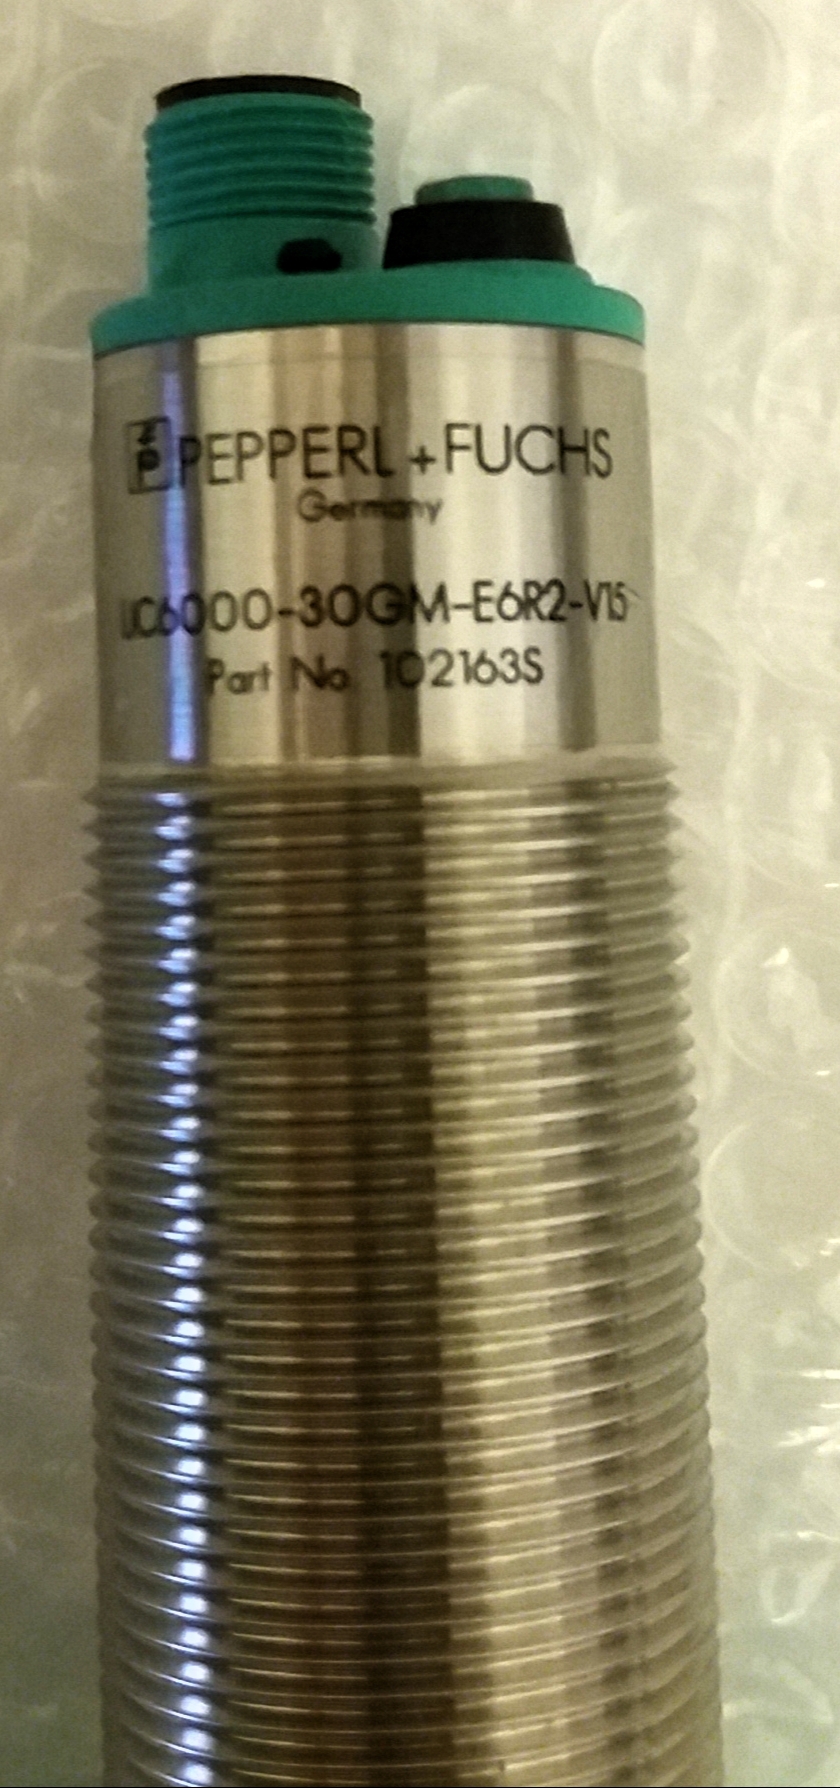 PEPPERL+FUCHS
Germany
UC6000-30GM-E6R2-V15
Part No. 102163S